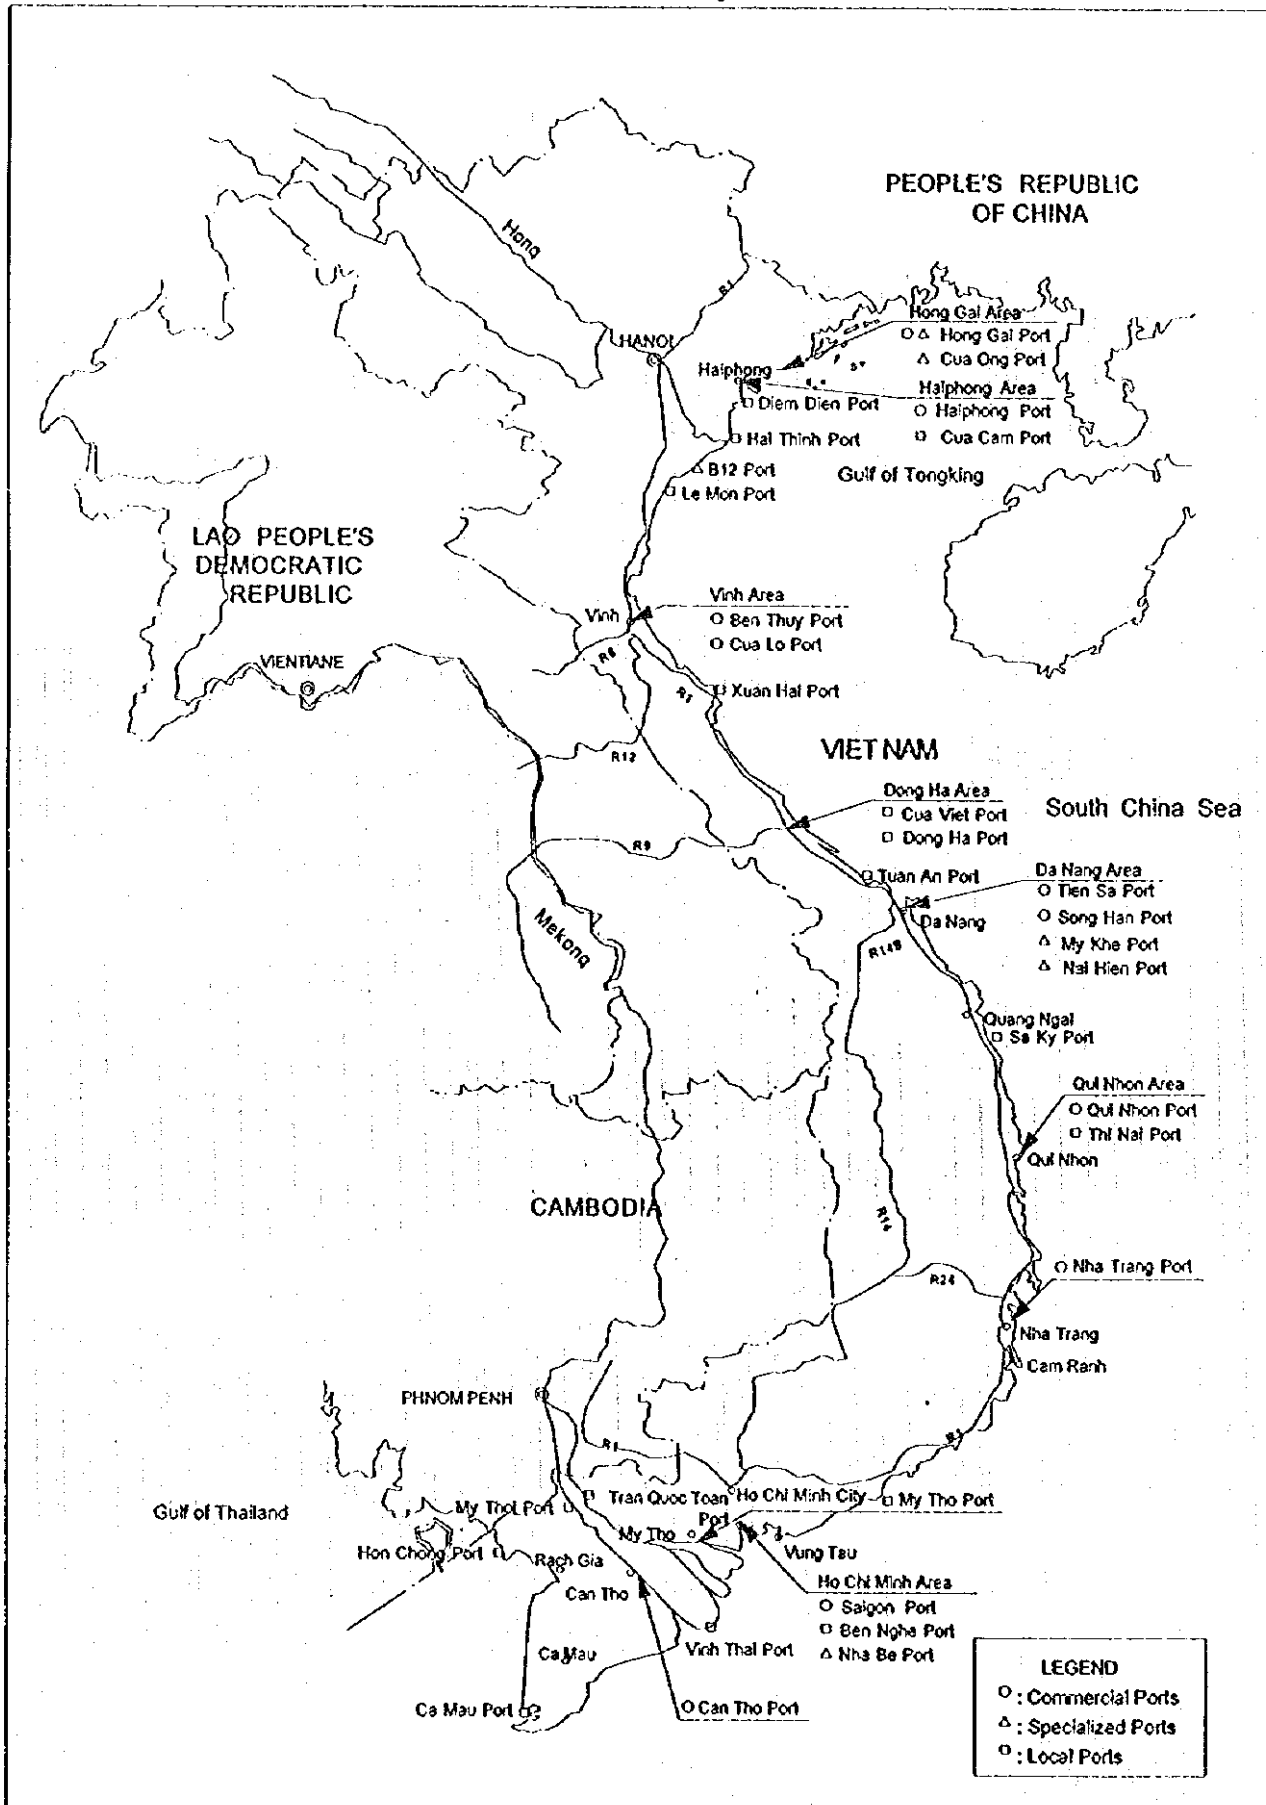 PEOPLE'S REPUBLIC
OF CHINA
Hong
R1
Hong Gai Area
○ △ Hong Gai Port
△ Cua Ong Port
HANOI
Haiphong
Haiphong Area
○ Haiphong Port
□ Cua Cam Port
□ Diem Dien Port
□ Hai Thinh Port
△ B12 Port
Gulf of Tongking
□ Le Mon Port
LAO PEOPLE'S
DEMOCRATIC
REPUBLIC
Vinh Area
○ Ben Thuy Port
○ Cua Lo Port
Vinh
R8
VIENTIANE
□ Xuan Hai Port
R1
VIET NAM
R12
Dong Ha Area
□ Cua Viet Port
□ Dong Ha Port
South China Sea
R9
□ Tuan An Port
Da Nang Area
○ Tien Sa Port
○ Song Han Port
△ My Khe Port
△ Nai Hien Port
Da Nang
Mekong
R14B
Quang Ngai
□ Sa Ky Port
Qui Nhon Area
○ Qui Nhon Port
□ Thi Nai Port
Qui Nhon
CAMBODIA
R14
○ Nha Trang Port
R24
Nha Trang
Cam Ranh
PHNOM PENH
R1
R1
Gulf of Thailand
My Thoi Port
Tran Quoc Toan
Port
Ho Chi Minh City
□ My Tho Port
My Tho
Hon Chong Port
Rach Gia
Vung Tau
Can Tho
Ho Chi Minh Area
○ Saigon Port
□ Ben Nghe Port
△ Nha Be Port
Vinh Thai Port
Ca Mau
Ca Mau Port
○ Can Tho Port
LEGEND
○ : Commercial Ports
△ : Specialized Ports
□ : Local Ports